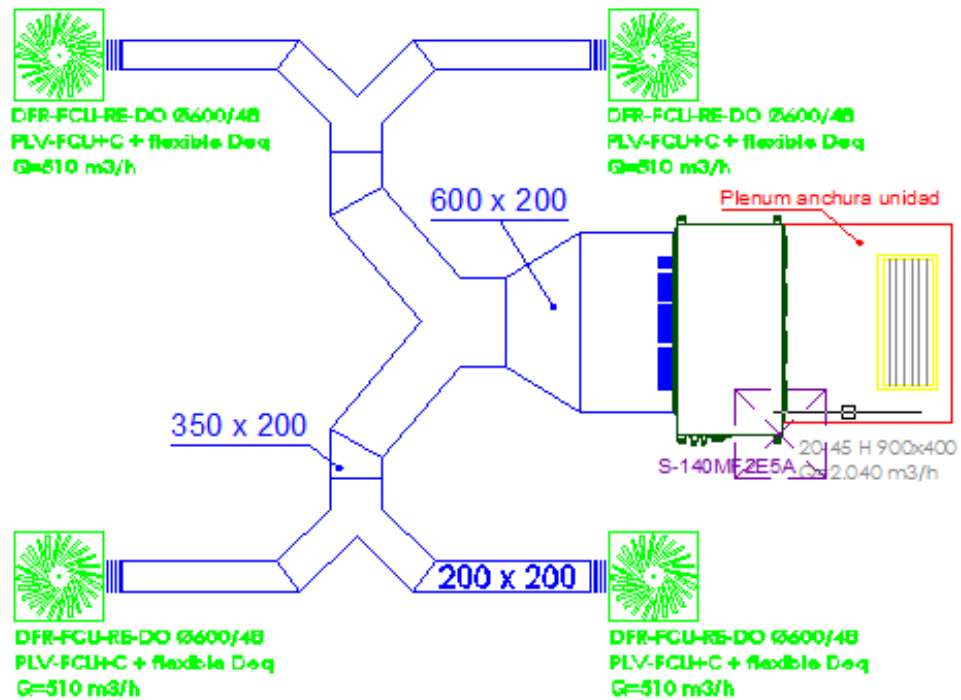 DFR-FCU-RE-DO Ø600/48
PLV-FCU+C + flexible Deq
Q=510 m3/h
DFR-FCU-RE-DO Ø600/48
PLV-FCU+C + flexible Deq
Q=510 m3/h
600 x 200
Plenum anchura unidad
350 x 200
20-45 H 900x400
S-140MF2E5A
Q=2.040 m3/h
200 x 200
DFR-FCU-RE-DO Ø600/48
PLV-FCU+C + flexible Deq
Q=510 m3/h
DFR-FCU-RE-DO Ø600/48
PLV-FCU+C + flexible Deq
Q=510 m3/h